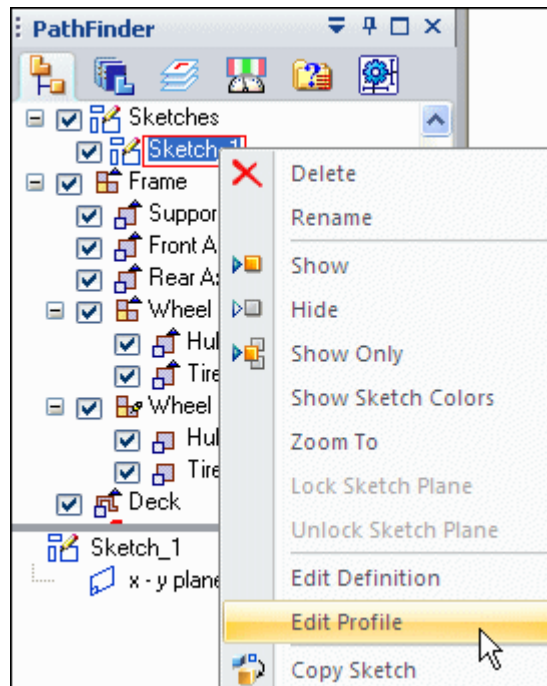 PathFinder
Sketches
Sketch_1
Frame
Suppor
Front A
Rear Ax
Wheel
Hul
Tire
Wheel
Hul
Tire
Deck
Sketch_1
x - y plane
Delete
Rename
Show
Hide
Show Only
Show Sketch Colors
Zoom To
Lock Sketch Plane
Unlock Sketch Plane
Edit Definition
Edit Profile
Copy Sketch